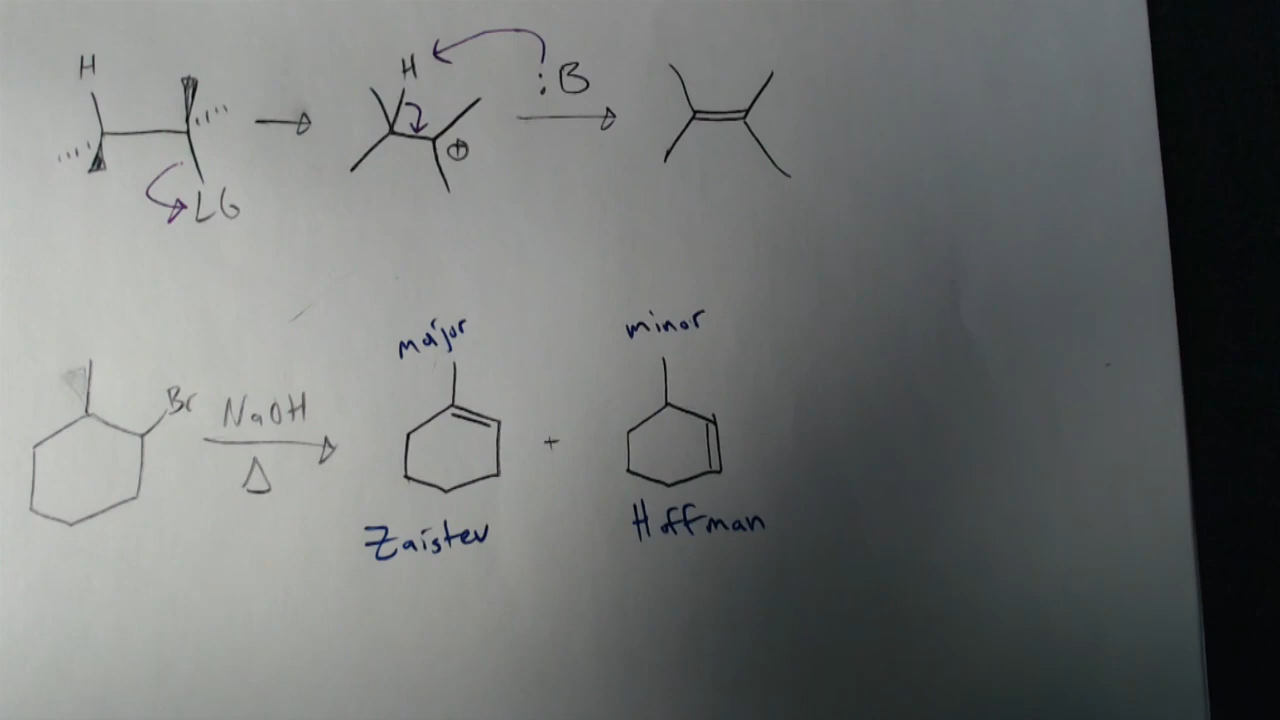 H
H
:B
⊕
LG
major
minor
Br
NaOH
Δ
+
Zaistev
Hoffman